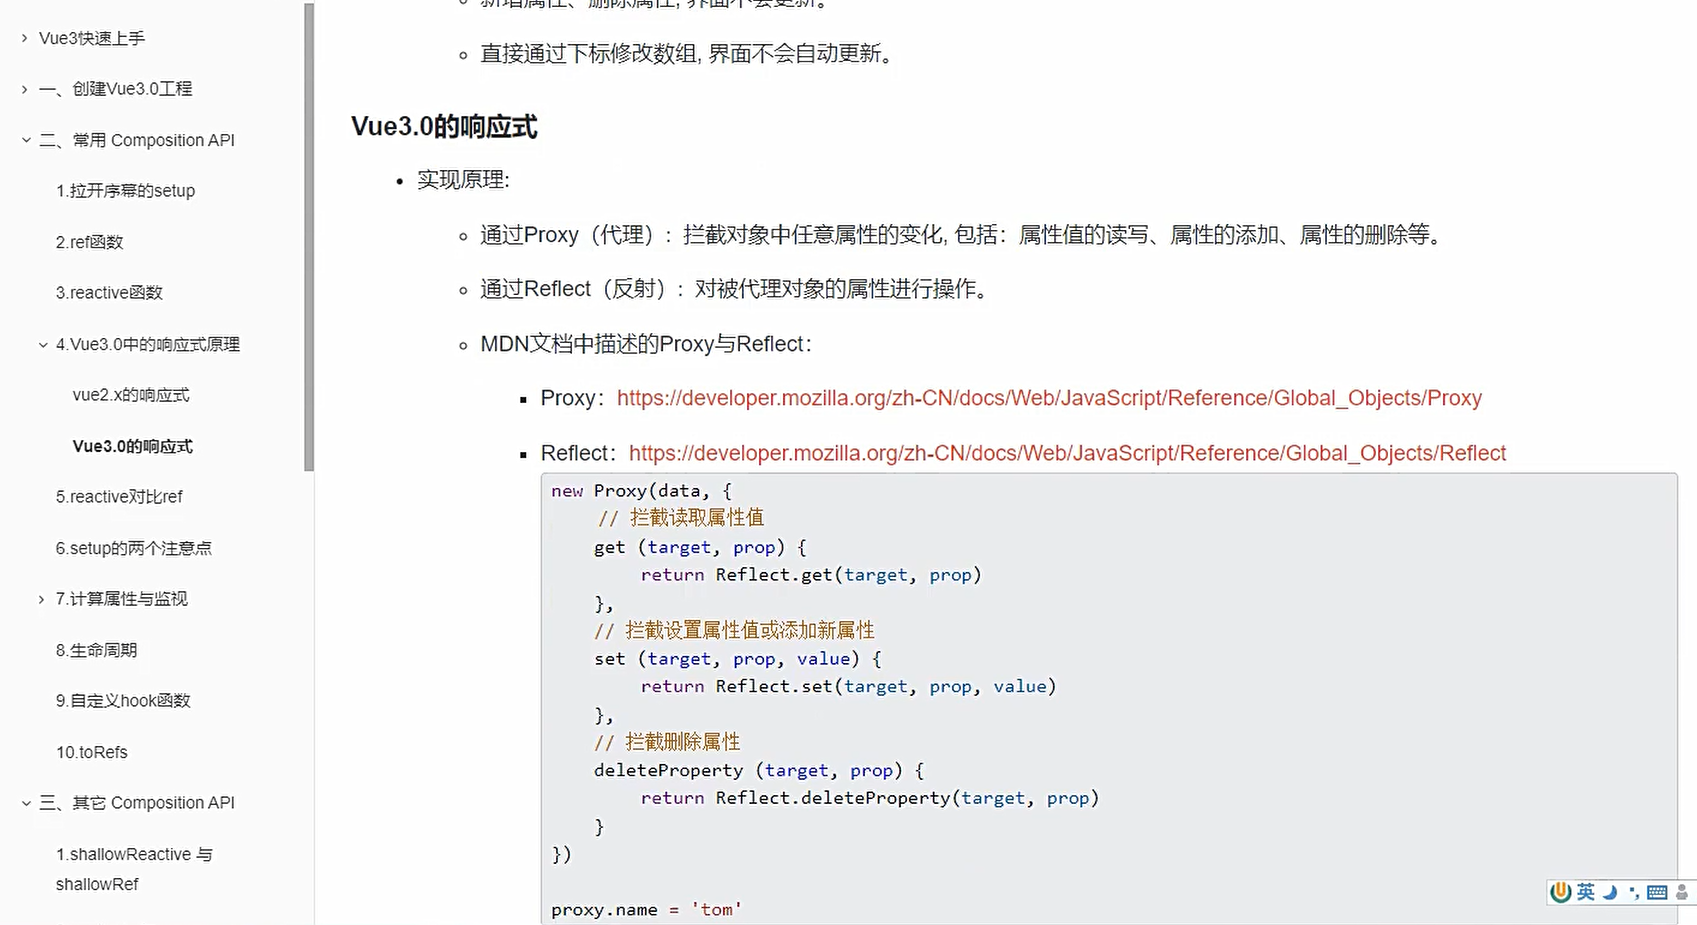 Vue3快速上手
一、创建Vue3.0工程
二、常用 Composition API
1.拉开序幕的setup
2.ref函数
3.reactive函数
4.Vue3.0中的响应式原理
vue2.x的响应式
Vue3.0的响应式
5.reactive对比ref
6.setup的两个注意点
7.计算属性与监视
8.生命周期
9.自定义hook函数
10.toRefs
三、其它 Composition API
1.shallowReactive 与
shallowRef
新增属性、删除属性, 界面不会更新。
直接通过下标修改数组, 界面不会自动更新。
Vue3.0的响应式
实现原理:
通过Proxy（代理）: 拦截对象中任意属性的变化, 包括：属性值的读写、属性的添加、属性的删除等。
通过Reflect（反射）: 对被代理对象的属性进行操作。
MDN文档中描述的Proxy与Reflect：
Proxy：https://developer.mozilla.org/zh-CN/docs/Web/JavaScript/Reference/Global_Objects/Proxy
Reflect：https://developer.mozilla.org/zh-CN/docs/Web/JavaScript/Reference/Global_Objects/Reflect
new Proxy(data, {
// 拦截读取属性值
get (target, prop) {
return Reflect.get(target, prop)
},
// 拦截设置属性值或添加新属性
set (target, prop, value) {
return Reflect.set(target, prop, value)
},
// 拦截删除属性
deleteProperty (target, prop) {
return Reflect.deleteProperty(target, prop)
}
})
proxy.name = 'tom'
英